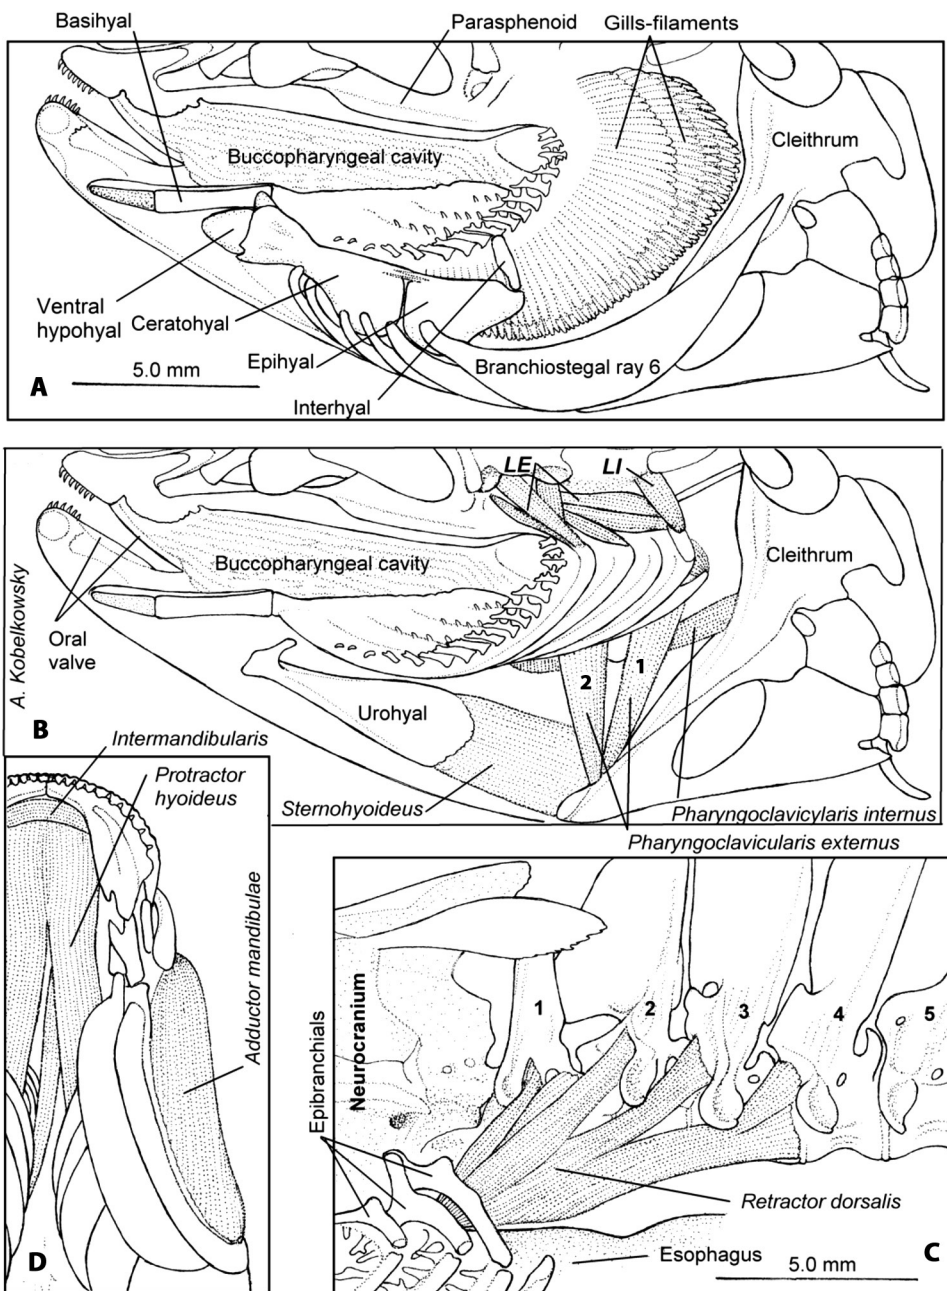 Basihyal
Parasphenoid
Gills-filaments
Cleithrum
Buccopharyngeal cavity
Ventral
hypohyal
Ceratohyal
Epihyal
Branchiostegal ray 6
5.0 mm
Interhyal
A
LE
LI
Cleithrum
Buccopharyngeal cavity
Oral
valve
A. Kobelkowsky
2
1
Urohyal
B
Sternohyoideus
Pharyngoclavicylaris internus
Pharyngoclavicularis externus
Intermandibularis
Protractor
hyoideus
Adductor mandibulae
D
Neurocranium
Epibranchials
1
2
3
4
5
Retractor dorsalis
Esophagus
C
5.0 mm